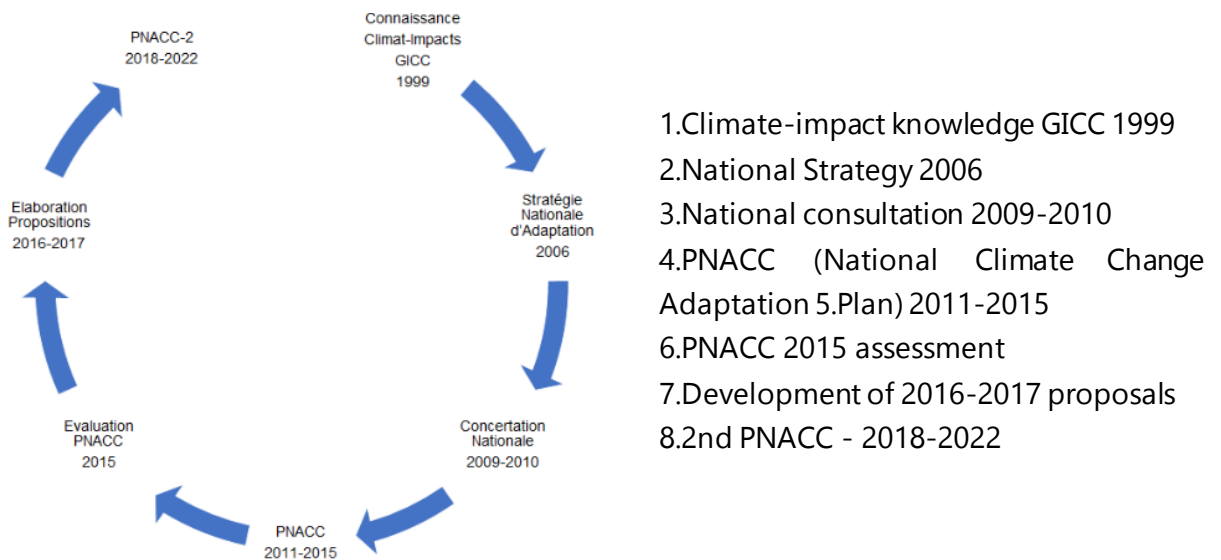 Connaissance
Climat-Impacts
GICC
1999
Stratégie
Nationale
d'Adaptation
2006
Concertation
Nationale
2009-2010
PNACC
2011-2015
Evaluation
PNACC
2015
Elaboration
Propositions
2016-2017
PNACC-2
2018-2022
1.Climate-impact knowledge GICC 1999
2.National Strategy 2006
3.National consultation 2009-2010
4.PNACC (National Climate Change
Adaptation 5.Plan) 2011-2015
6.PNACC 2015 assessment
7.Development of 2016-2017 proposals
8.2nd PNACC - 2018-2022